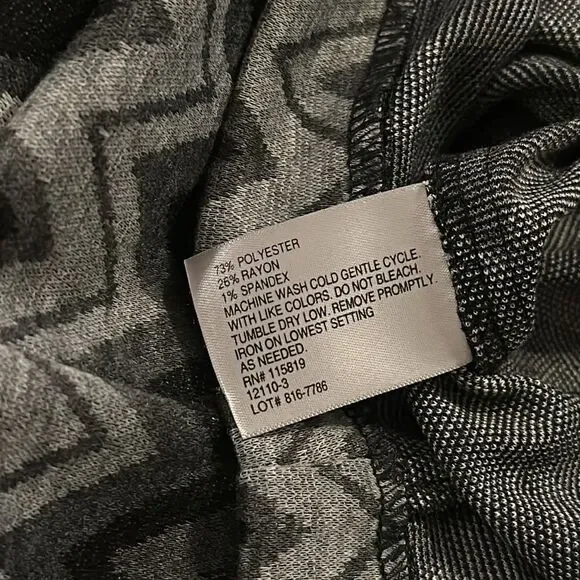 73% POLYESTER
26% RAYON
1% SPANDEX
MACHINE WASH COLD GENTLE CYCLE.
WITH LIKE COLORS. DO NOT BLEACH.
TUMBLE DRY LOW. REMOVE PROMPTLY.
IRON ON LOWEST SETTING
AS NEEDED.
RN# 115819
12110-3
LOT# 816-7786